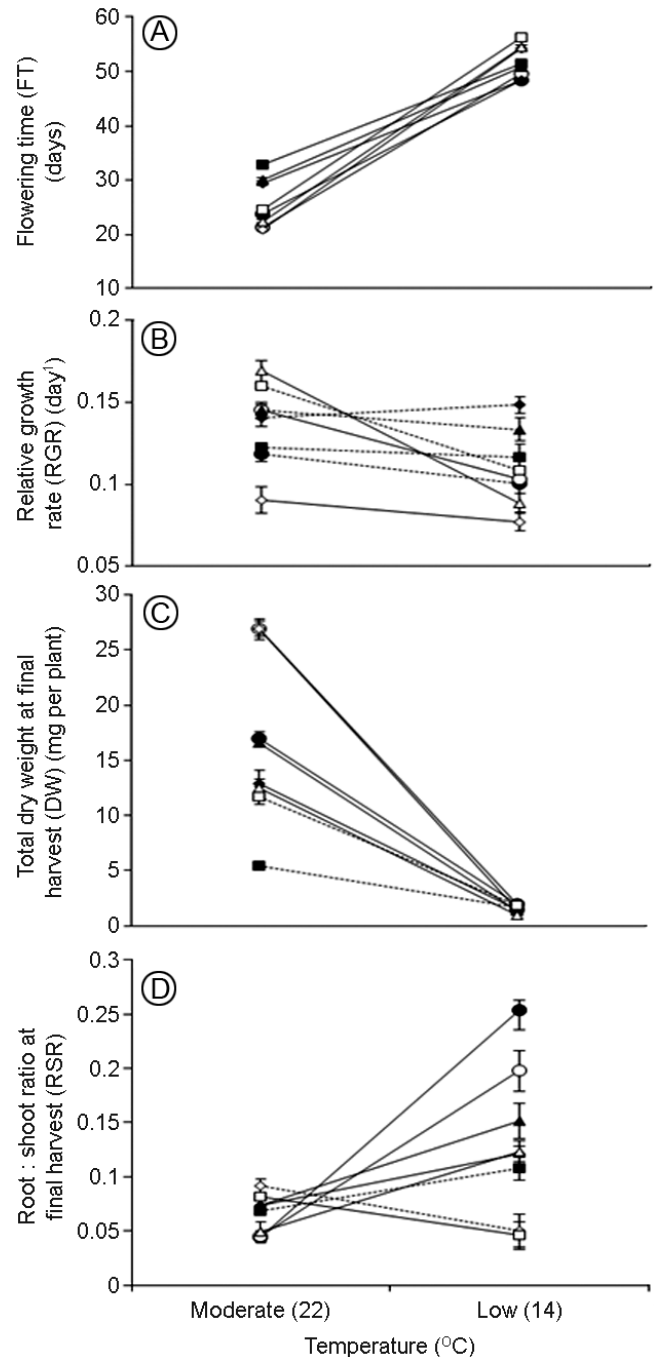 A
Flowering time (FT)
(days)
60
50
40
30
20
10
B
Relative growth
rate (RGR) (day¹)
0.2
0.15
0.1
0.05
C
Total dry weight at final
harvest (DW) (mg per plant)
30
25
20
15
10
5
0
D
Root : shoot ratio at
final harvest (RSR)
0.3
0.25
0.2
0.15
0.1
0.05
0
Moderate (22) Low (14)
Temperature (⁰C)